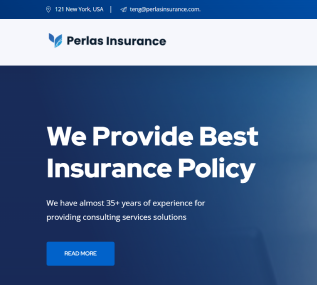 121 New York, USA | teng@perlasinsurance.com.
Perlas Insurance
We Provide Best
Insurance Policy
We have almost 35+ years of experience for
providing consulting services solutions
READ MORE